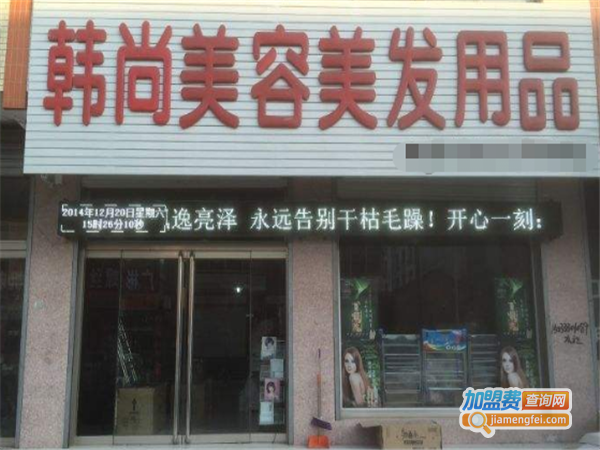 韩尚美容美发用品
2014年12月20日星期六
15时26分10秒
逸亮泽 永远告别干枯毛躁！开心一刻：
加盟费查询网
jiamengfei.com